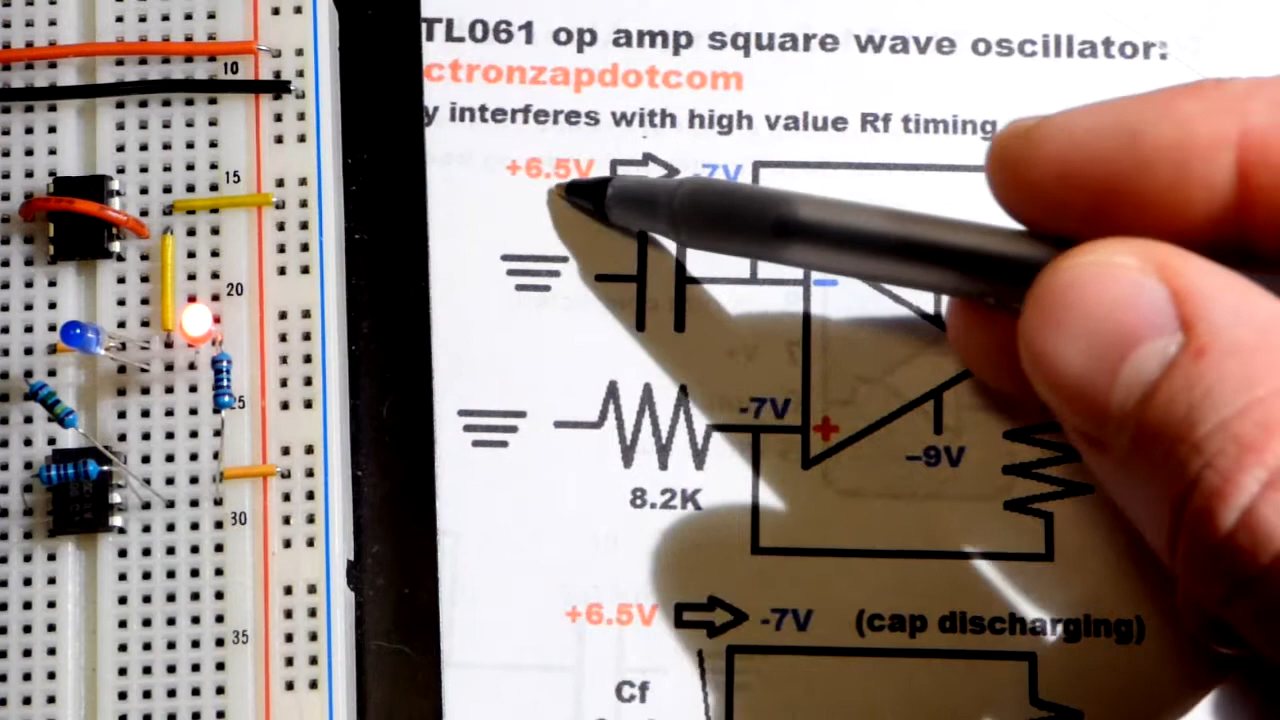 TL061 op amp square wave oscillator:
ctronzapdotcom
y interferes with high value Rf timing
+6.5V -7V
-
-7V
+
-9V
8.2K
+6.5V -7V (cap discharging)
Cf
10
15
20
25
30
35